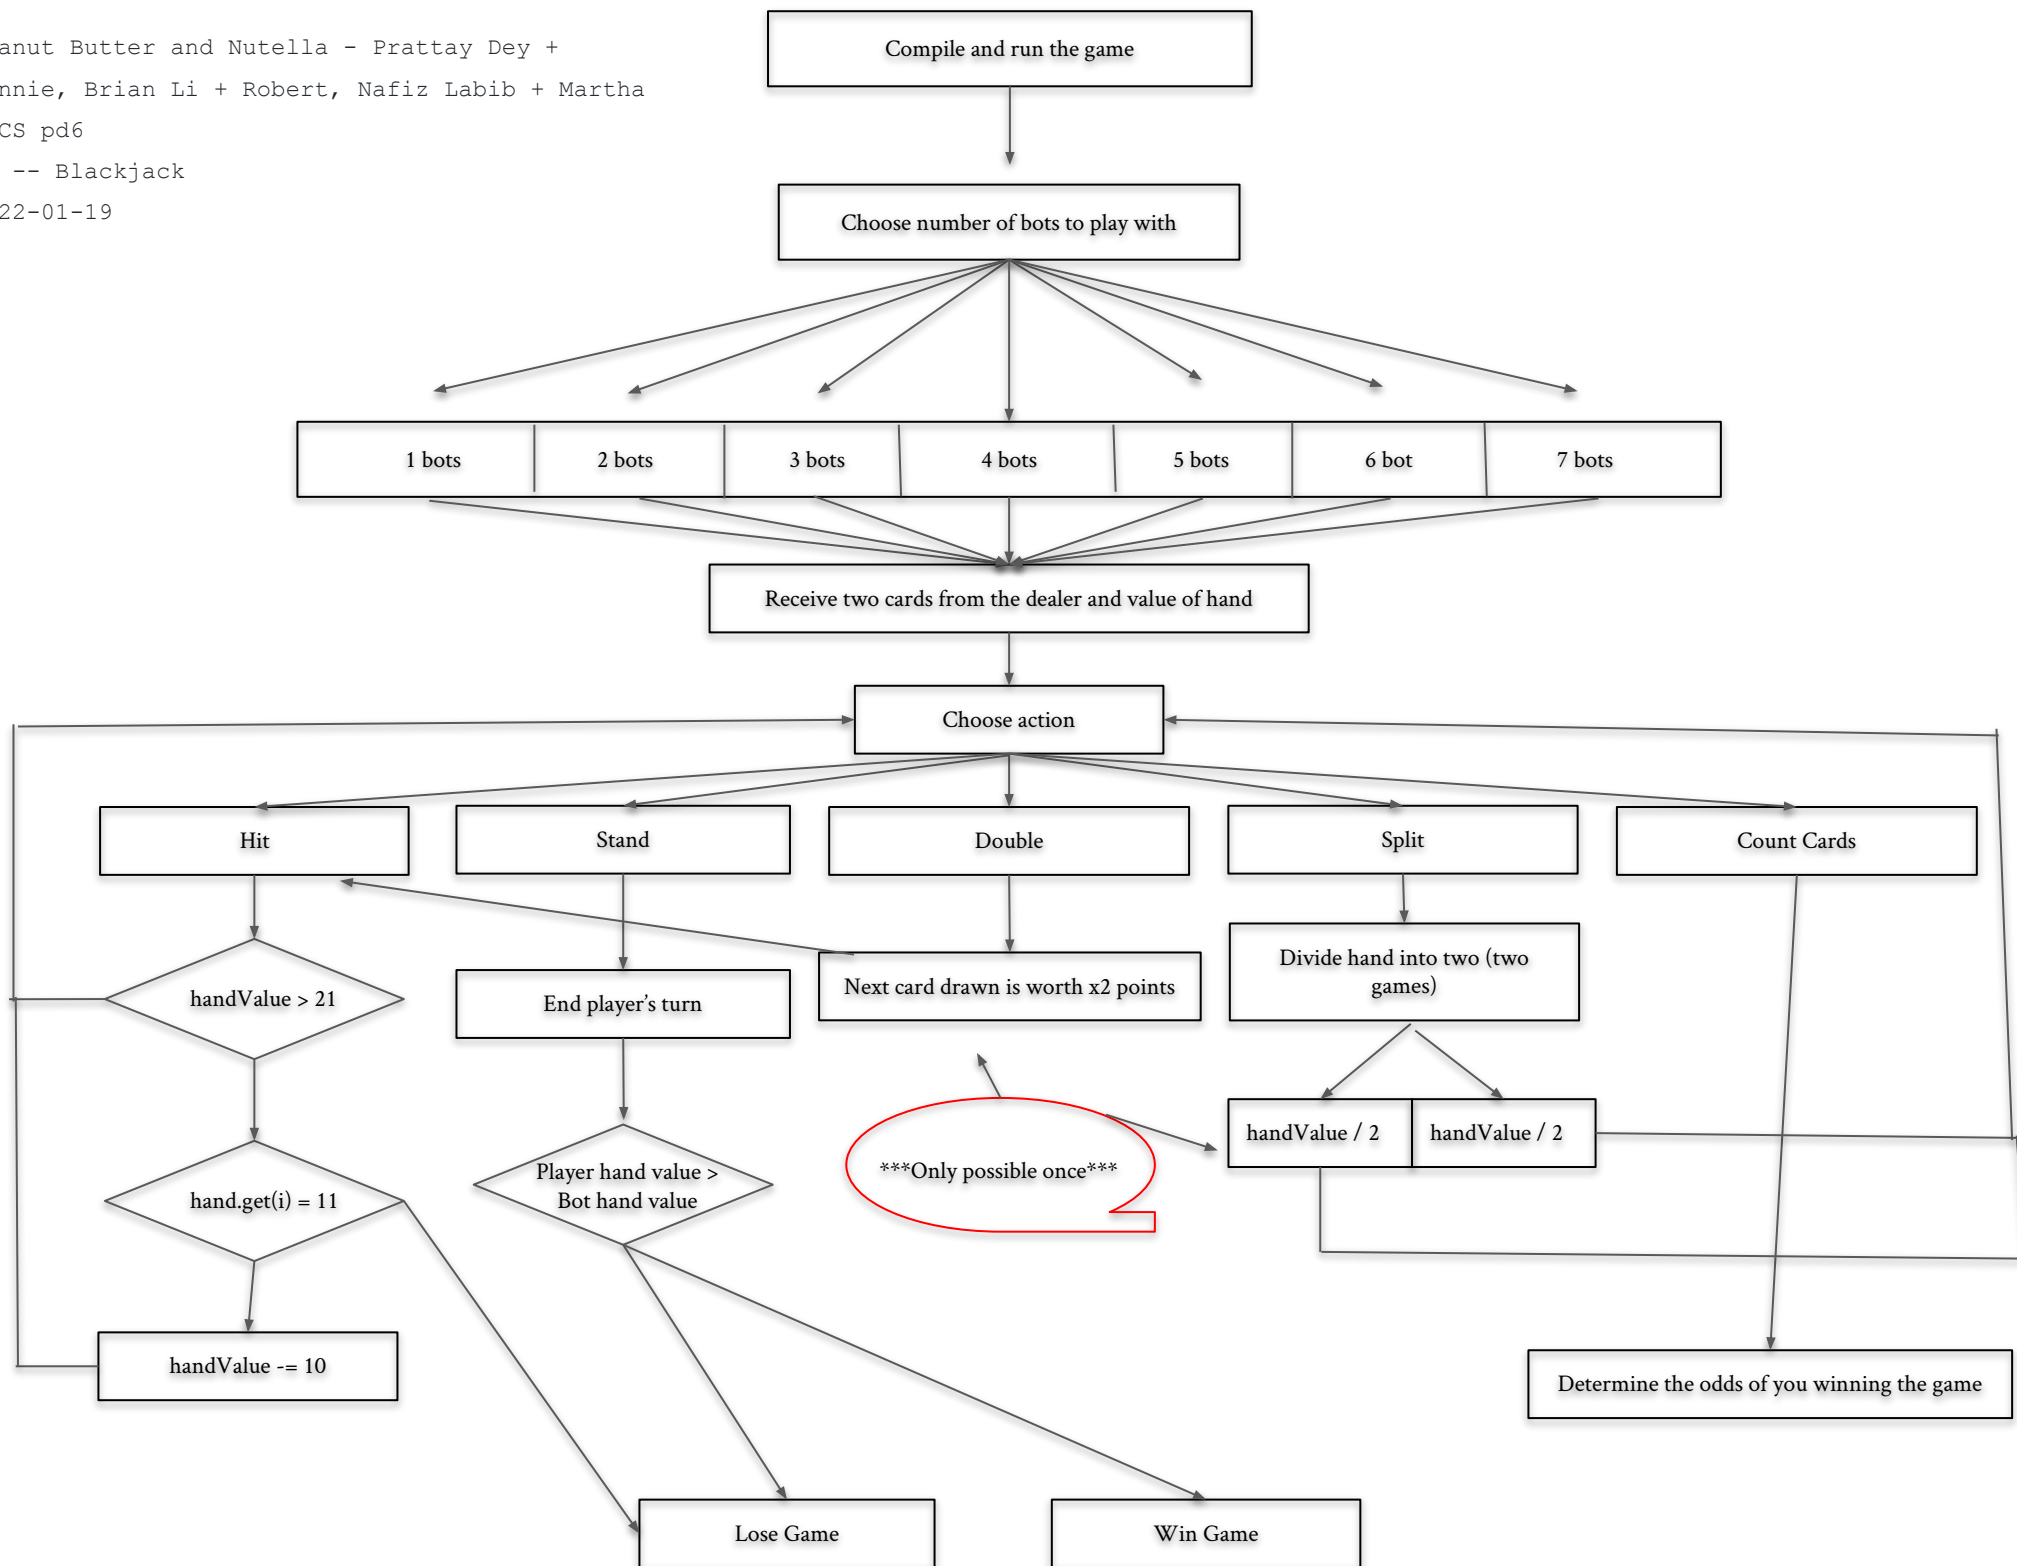 anut Butter and Nutella - Prattay Dey +
nnie, Brian Li + Robert, Nafiz Labib + Martha
CS pd6
-- Blackjack
22-01-19
Compile and run the game
Choose number of bots to play with
1 bots
2 bots
3 bots
4 bots
5 bots
6 bot
7 bots
Receive two cards from the dealer and value of hand
Choose action
Hit
Stand
Double
Split
Count Cards
handValue > 21
End player's turn
Next card drawn is worth x2 points
Divide hand into two (two
games)
hand.get(i) = 11
Player hand value >
Bot hand value
***Only possible once***
handValue / 2
handValue / 2
handValue -= 10
Determine the odds of you winning the game
Lose Game
Win Game